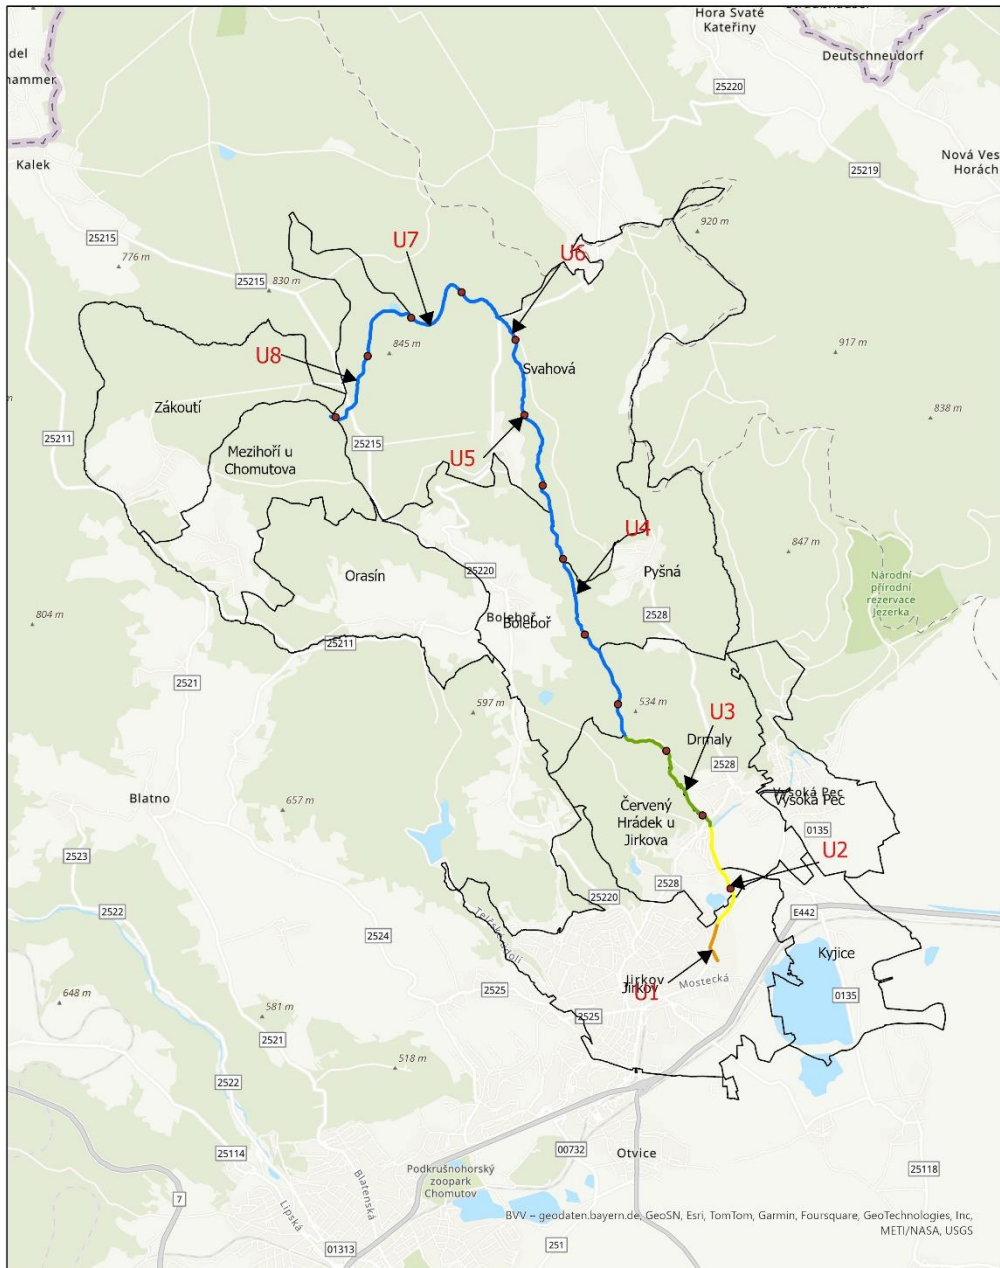 Hora Svaté
Kateřiny
Deutschneudorf
25220
Kalek
25219
Nová Ves
Horách
25215
776 m
920 m
U7
U6
25215
830 m
845 m
917 m
U8
Svahová
Zákoutí
838 m
25211
25215
Mezihoří u
Chomutova
U5
U4
847 m
Orasín
25220
Pyšná
Národní
přírodní
rezervace
Jezerka
804 m
2528
Boleboř
Boleboř
25211
2521
597 m
534 m
U3
Drmaly
2528
Blatno
657 m
Vysoká Pec
Vysoká Pec
Červený
Hrádek u
Jirkova
0135
U2
2523
2528
25220
2522
E442
Telčské údolí
2524
Kyjice
Jirkov
Jirkov
Mostecká
U1
648 m
2525
0135
581 m
2525
2521
518 m
2522
25114
00732
Otvice
Podkrušnohorský
zoopark
Chomutov
25118
7
Blatenská
Lipská
BVV – geodaten.bayern.de, GeoSN, Esri, TomTom, Garmin, Foursquare, GeoTechnologies, Inc,
METI/NASA, USGS
01313
251